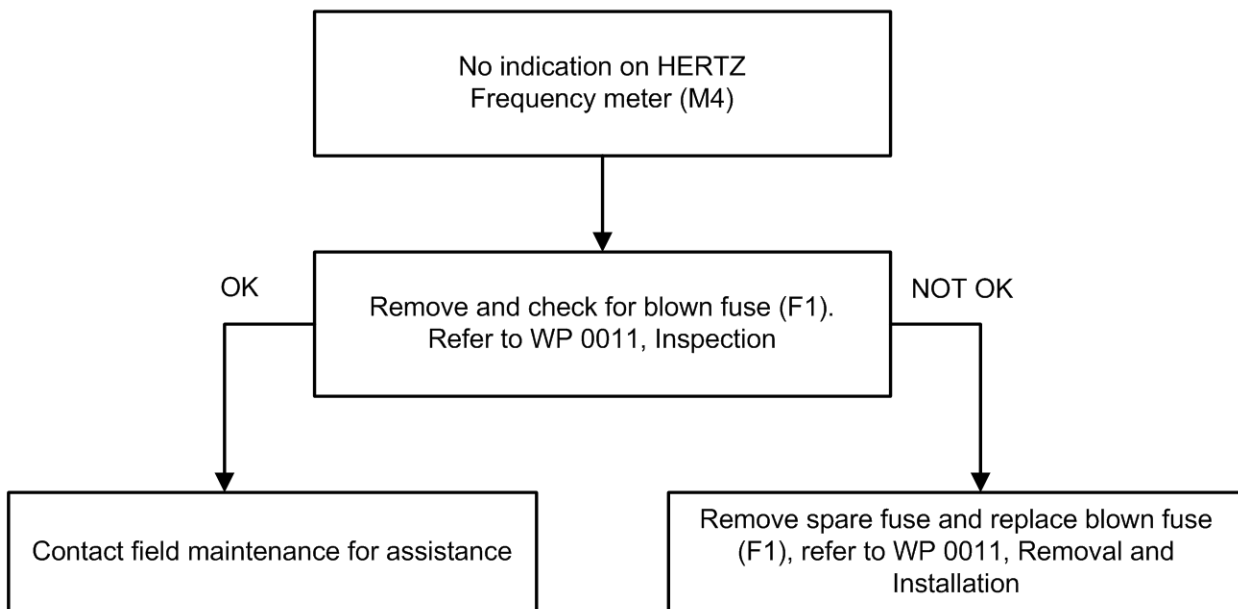 No indication on HERTZ
Frequency meter (M4)
OK
Remove and check for blown fuse (F1).
Refer to WP 0011, Inspection
NOT OK
Contact field maintenance for assistance
Remove spare fuse and replace blown fuse
(F1), refer to WP 0011, Removal and
Installation